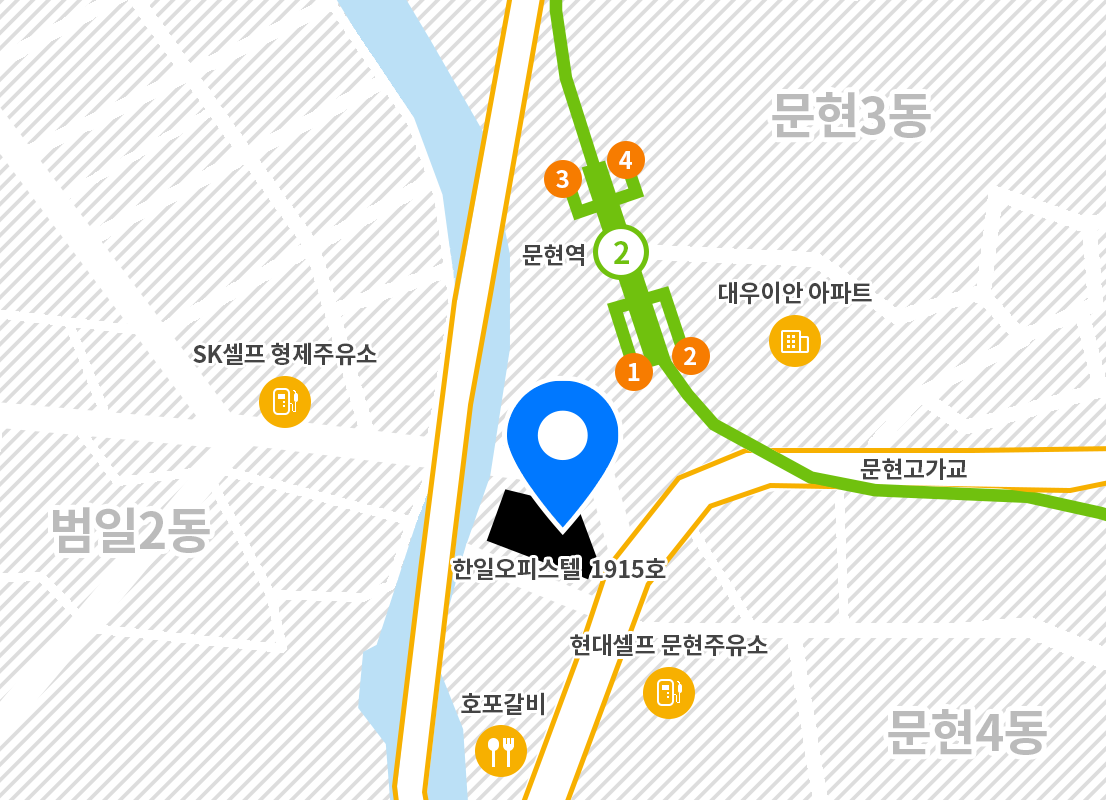 문현3동
4
3
문현역
2
대우이안 아파트
SK셀프 형제주유소
1
2
문현고가교
범일2동
한일오피스텔 1915호
현대셀프 문현주유소
호포갈비
문현4동